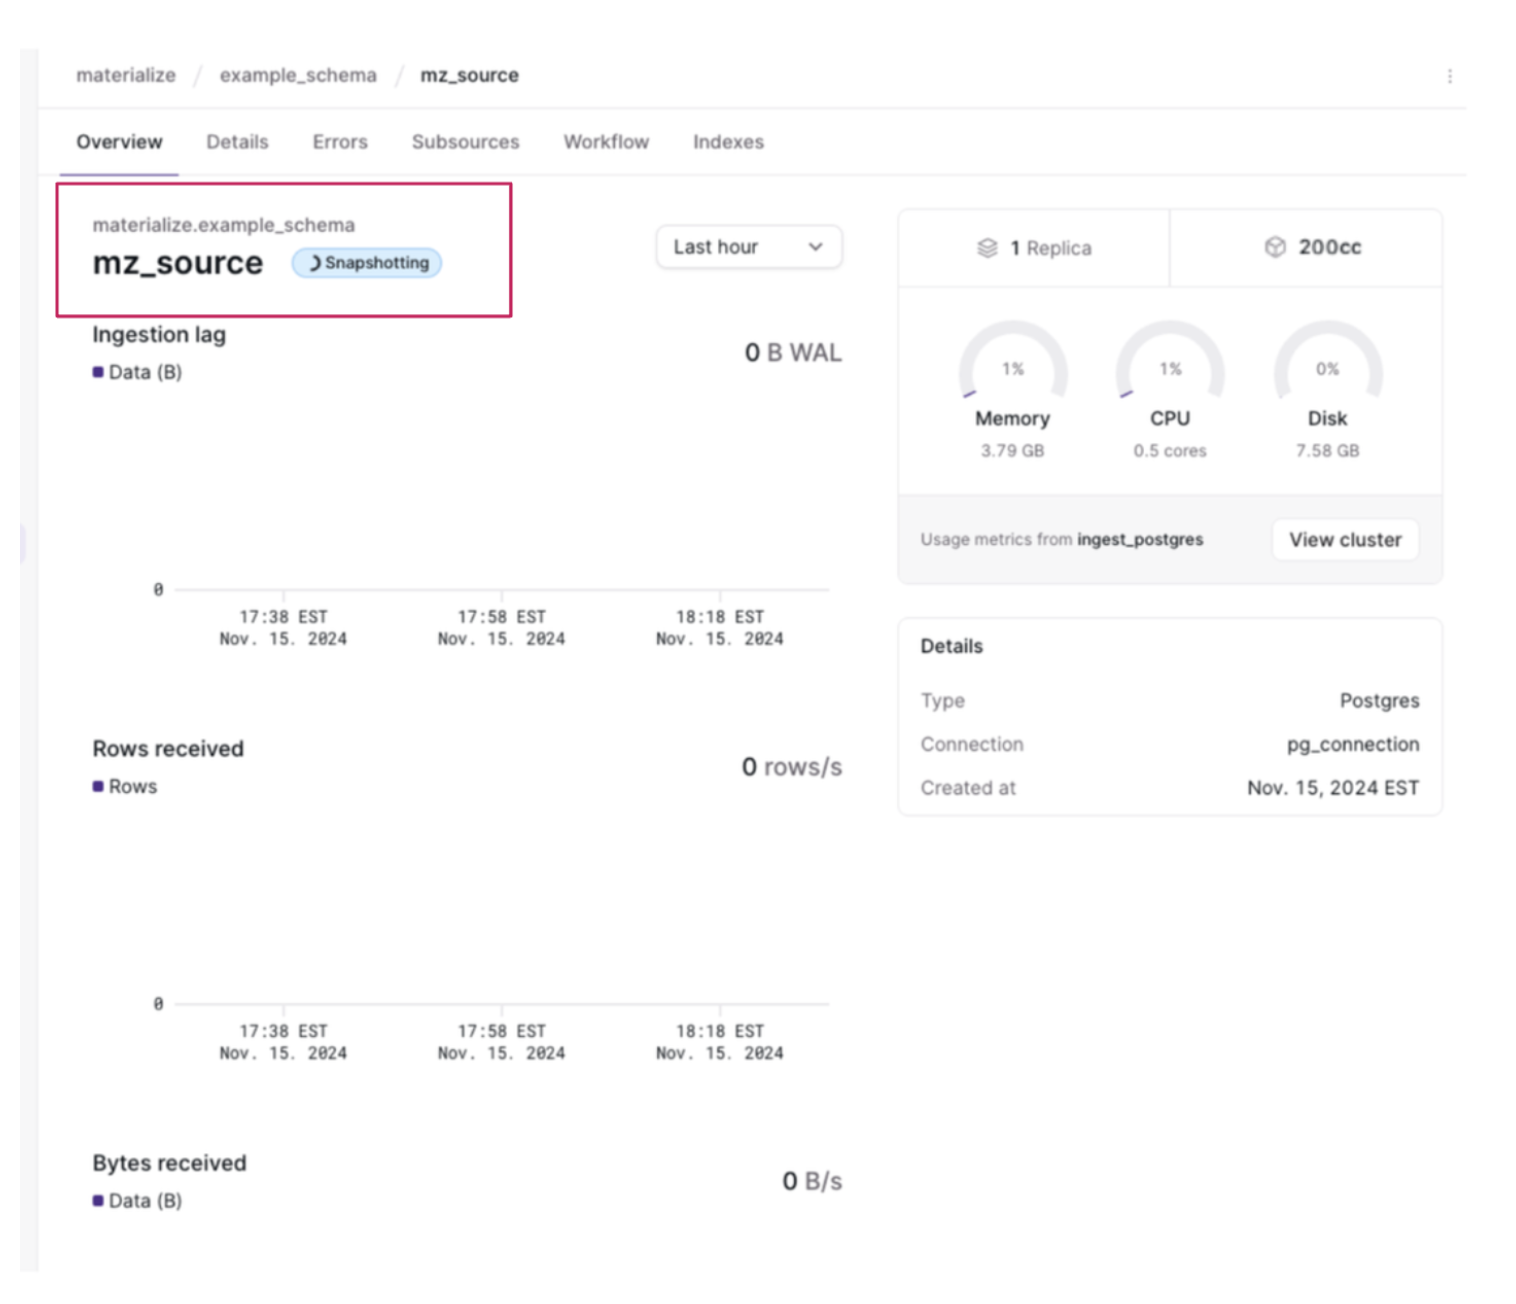 materialize / example_schema / mz_source
Overview Details Errors Subsources Workflow Indexes
materialize.example_schema
mz_source Snapshotting
Last hour
Ingestion lag
Data (B)
0 B WAL
0
17:38 EST 17:58 EST 18:18 EST
Nov. 15. 2024 Nov. 15. 2024 Nov. 15. 2024
Rows received
Rows
0 rows/s
0
17:38 EST 17:58 EST 18:18 EST
Nov. 15. 2024 Nov. 15. 2024 Nov. 15. 2024
Bytes received
Data (B)
0 B/s
1 Replica 200cc
1% 1% 0%
Memory CPU Disk
3.79 GB 0.5 cores 7.58 GB
Usage metrics from ingest_postgres View cluster
Details
Type Postgres
Connection pg_connection
Created at Nov. 15, 2024 EST